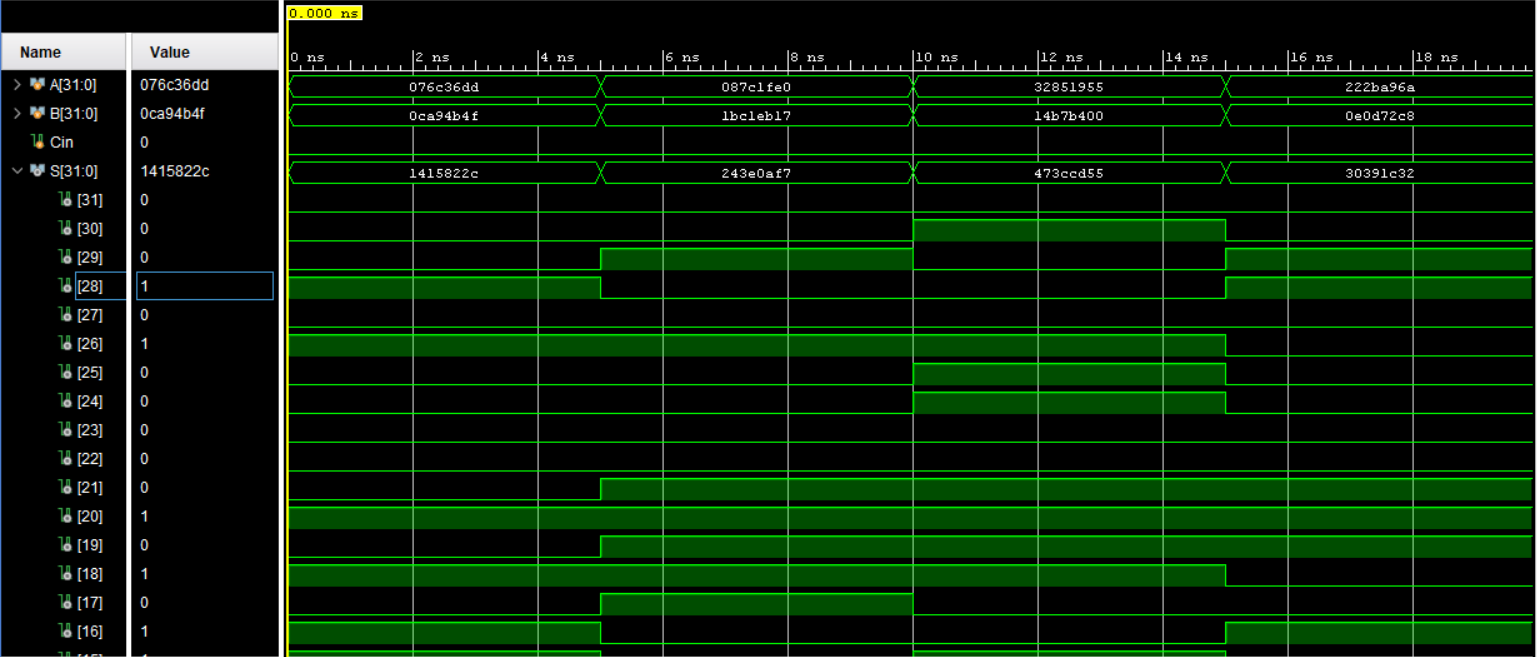 0.000 ns
Name Value 0 ns 2 ns 4 ns 6 ns 8 ns 10 ns 12 ns 14 ns 16 ns 18 ns
A[31:0] 076c36dd 076c36dd 087c1fe0 32851955 222ba96a
B[31:0] 0ca94b4f 0ca94b4f 1bc1eb17 14b7b400 0e0d72c8
Cin 0
S[31:0] 1415822c 1415822c 243e0af7 473ccd55 30391c32
[31] 0
[30] 0
[29] 0
[28] 1
[27] 0
[26] 1
[25] 0
[24] 0
[23] 0
[22] 0
[21] 0
[20] 1
[19] 0
[18] 1
[17] 0
[16] 1